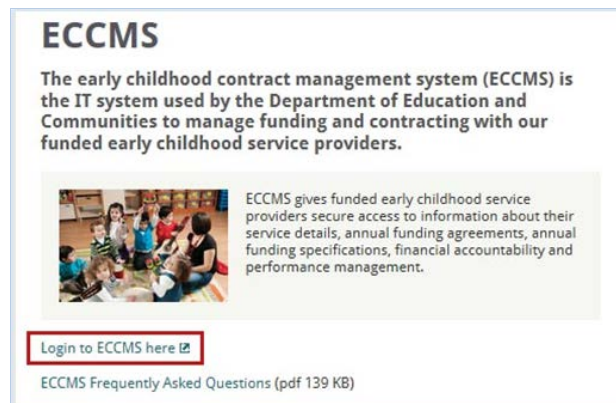 ECCMS
The early childhood contract management system (ECCMS) is
the IT system used by the Department of Education and
Communities to manage funding and contracting with our
funded early childhood service providers.
ECCMS gives funded early childhood service
providers secure access to information about their
service details, annual funding agreements, annual
funding specifications, financial accountability and
performance management.
Login to ECCMS here
ECCMS Frequently Asked Questions (pdf 139 KB)